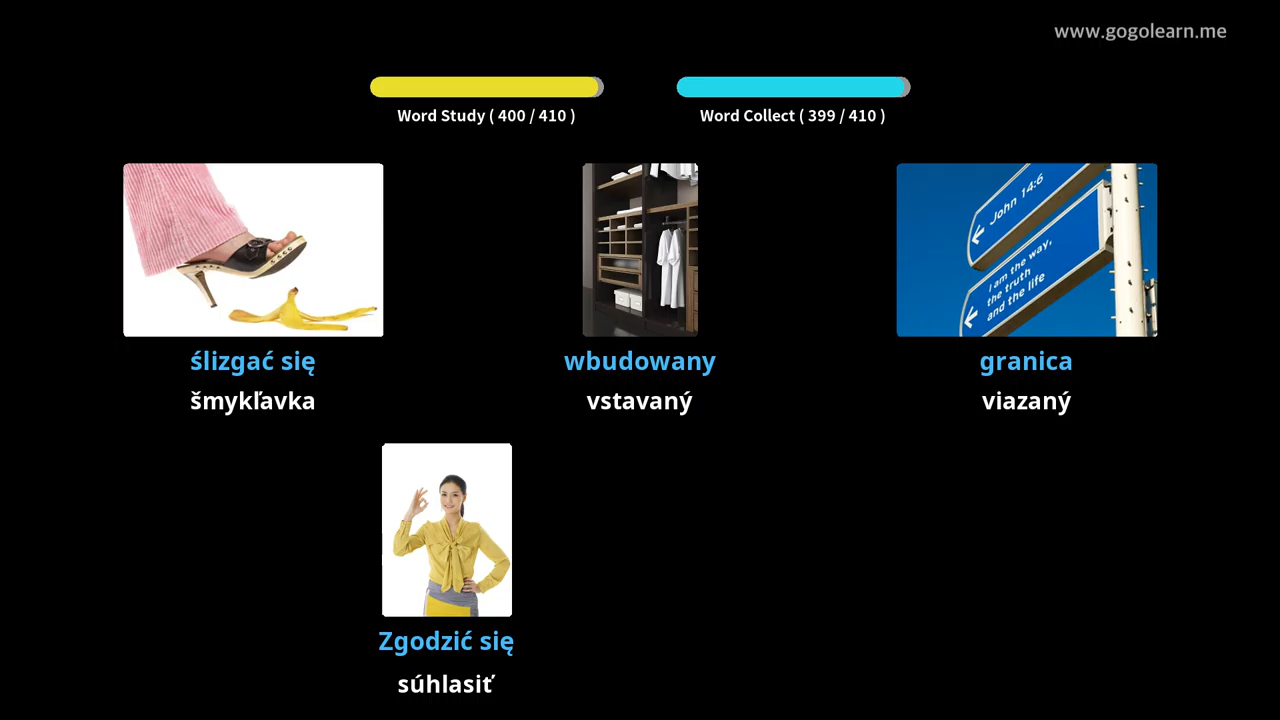 www.gogolearn.me
Word Study ( 400 / 410 )
Word Collect ( 399 / 410 )
John 14:6
I am the way,
the truth
and the life
ślizgać się
wbudowany
granica
šmykľavka
vstavaný
viazaný
Zgodzić się
súhlasiť